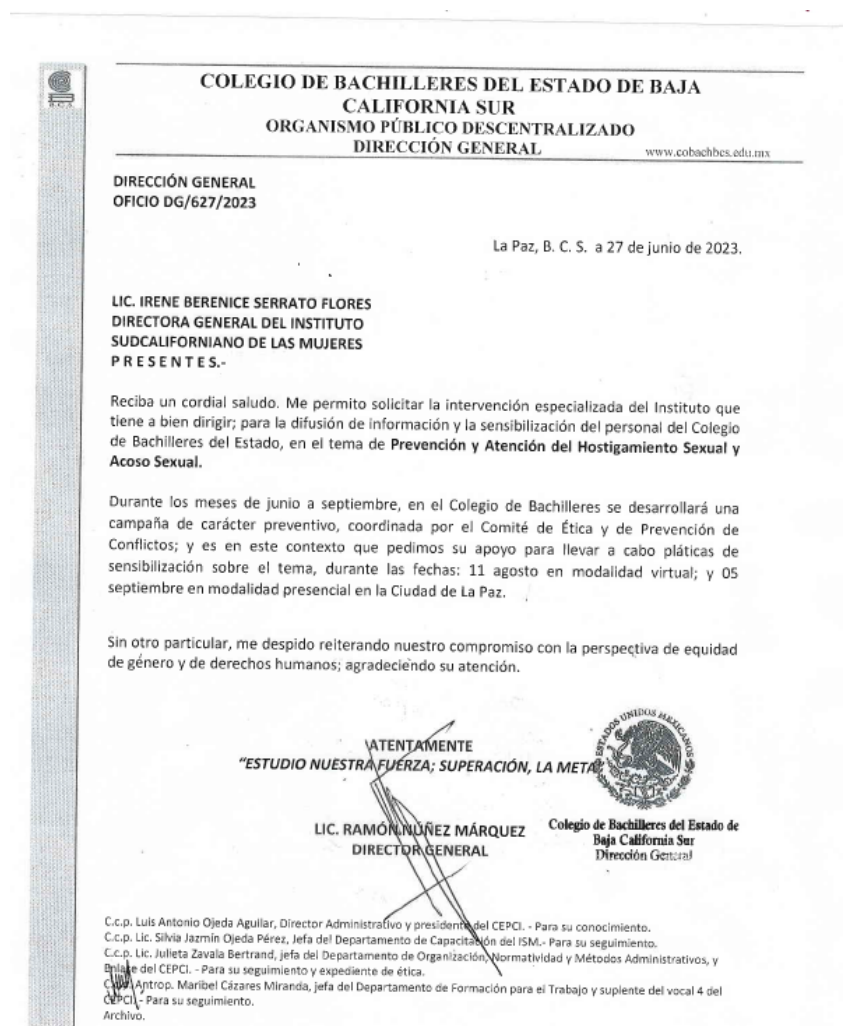 B.C.S.
COLEGIO DE BACHILLERES DEL ESTADO DE BAJA
CALIFORNIA SUR
ORGANISMO PÚBLICO DESCENTRALIZADO
DIRECCIÓN GENERAL
www.cobachbcs.edu.mx
DIRECCIÓN GENERAL
OFICIO DG/627/2023
La Paz, B. C. S. a 27 de junio de 2023.
LIC. IRENE BERENICE SERRATO FLORES
DIRECTORA GENERAL DEL INSTITUTO
SUDCALIFORNIANO DE LAS MUJERES
P R E S E N T E S.-
Reciba un cordial saludo. Me permito solicitar la intervención especializada del Instituto que
tiene a bien dirigir; para la difusión de información y la sensibilización del personal del Colegio
de Bachilleres del Estado, en el tema de Prevención y Atención del Hostigamiento Sexual y
Acoso Sexual.
Durante los meses de junio a septiembre, en el Colegio de Bachilleres se desarrollará una
campaña de carácter preventivo, coordinada por el Comité de Ética y de Prevención de
Conflictos; y es en este contexto que pedimos su apoyo para llevar a cabo pláticas de
sensibilización sobre el tema, durante las fechas: 11 agosto en modalidad virtual; y 05
septiembre en modalidad presencial en la Ciudad de La Paz.
Sin otro particular, me despido reiterando nuestro compromiso con la perspectiva de equidad
de género y de derechos humanos; agradeciendo su atención.
ESTADOS UNIDOS MEXICANOS
ATENTAMENTE
"ESTUDIO NUESTRA FUERZA; SUPERACIÓN, LA META
LIC. RAMÓN NÚÑEZ MÁRQUEZ
DIRECTOR GENERAL
Colegio de Bachilleres del Estado de
Baja California Sur
Dirección General
C.c.p. Luis Antonio Ojeda Aguilar, Director Administrativo y presidente del CEPCI. - Para su conocimiento.
C.c.p. Lic. Silvia Jazmín Ojeda Pérez, Jefa del Departamento de Capacitación del ISM.- Para su seguimiento.
C.c.p. Lic. Julieta Zavala Bertrand, jefa del Departamento de Organización, Normatividad y Métodos Administrativos, y
Enlace del CEPCI. - Para su seguimiento y expediente de ética.
Antrop. Maribel Cázares Miranda, jefa del Departamento de Formación para el Trabajo y suplente del vocal 4 del
CEPCI.- Para su seguimiento.
Archivo.